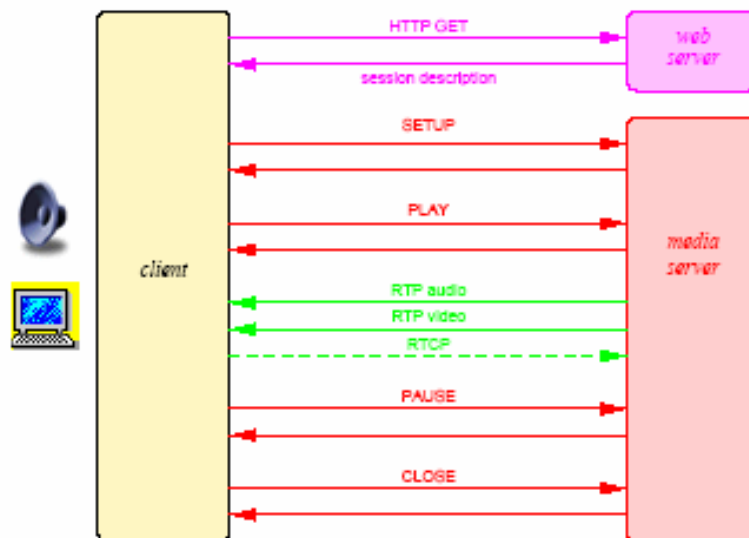 HTTP GET
web
server
session description
SETUP
PLAY
media
server
client
RTP audio
RTP video
RTCP
PAUSE
CLOSE